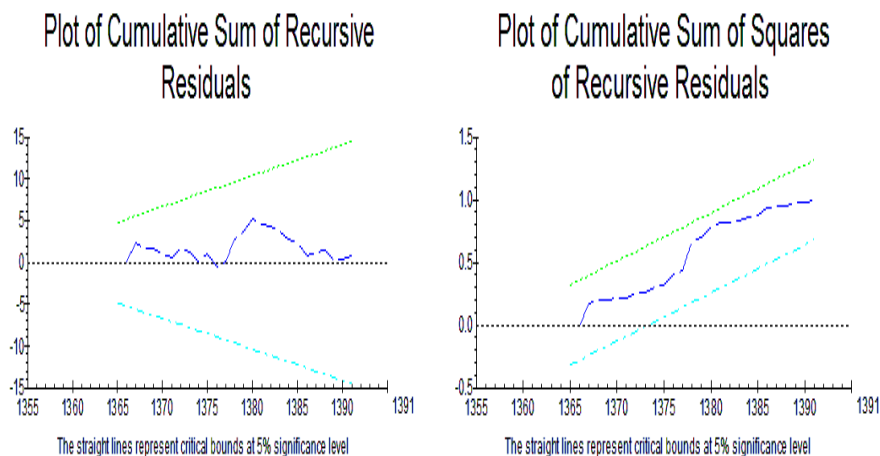 Plot of Cumulative Sum of Recursive
Residuals
15
10
5
0
-5
-10
-15
1355 1360 1365 1370 1375 1380 1385 1390 1391
The straight lines represent critical bounds at 5% significance level
Plot of Cumulative Sum of Squares
of Recursive Residuals
1.5
1.0
0.5
0.0
-0.5
1355 1360 1365 1370 1375 1380 1385 1390 1391
The straight lines represent critical bounds at 5% significance level